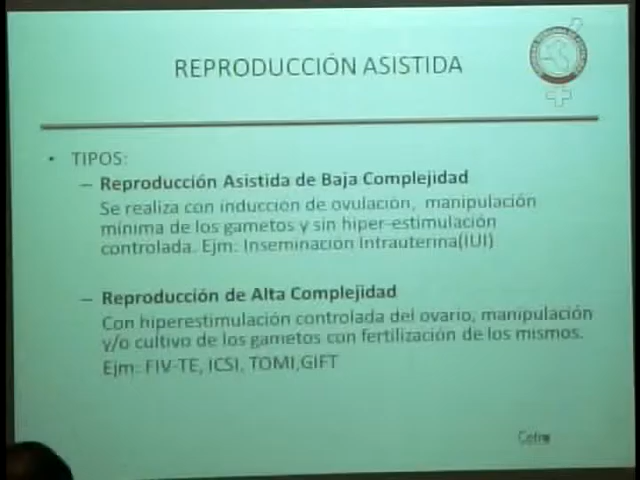 REPRODUCCIÓN ASISTIDA
• TIPOS:
– Reproducción Asistida de Baja Complejidad
Se realiza con inducción de ovulación, manipulación
mínima de los gametos y sin hiper-estimulación
controlada. Ejm: Inseminación Intrauterina(IUI)
– Reproducción de Alta Complejidad
Con hiperestimulación controlada del ovario, manipulación
y/o cultivo de los gametos con fertilización de los mismos.
Ejm: FIV-TE, ICSI, TOMI,GIFT